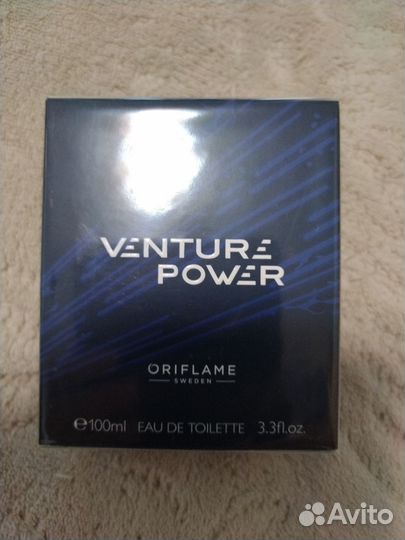 VENTURE
POWER
ORIFLAME
SWEDEN
℮100ml EAU DE TOILETTE 3.3fl.oz.
Avito